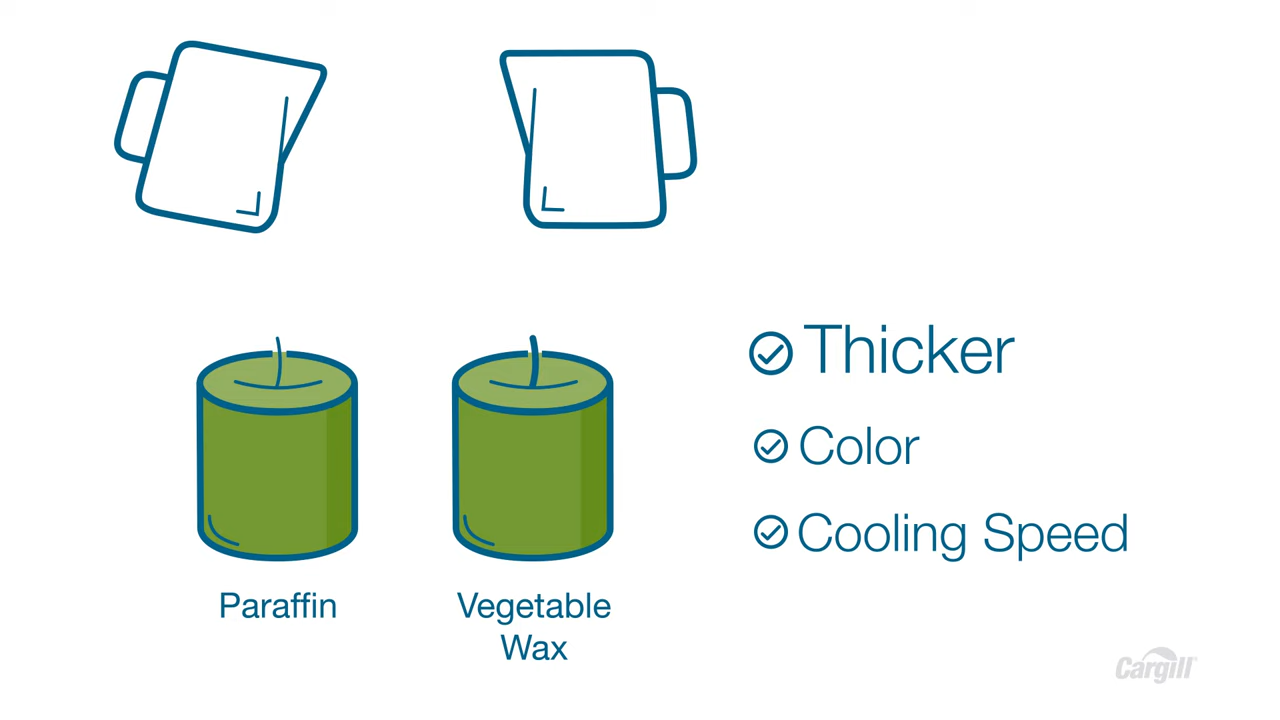 Thicker
Color
Cooling Speed
Paraffin
Vegetable
Wax
Cargill